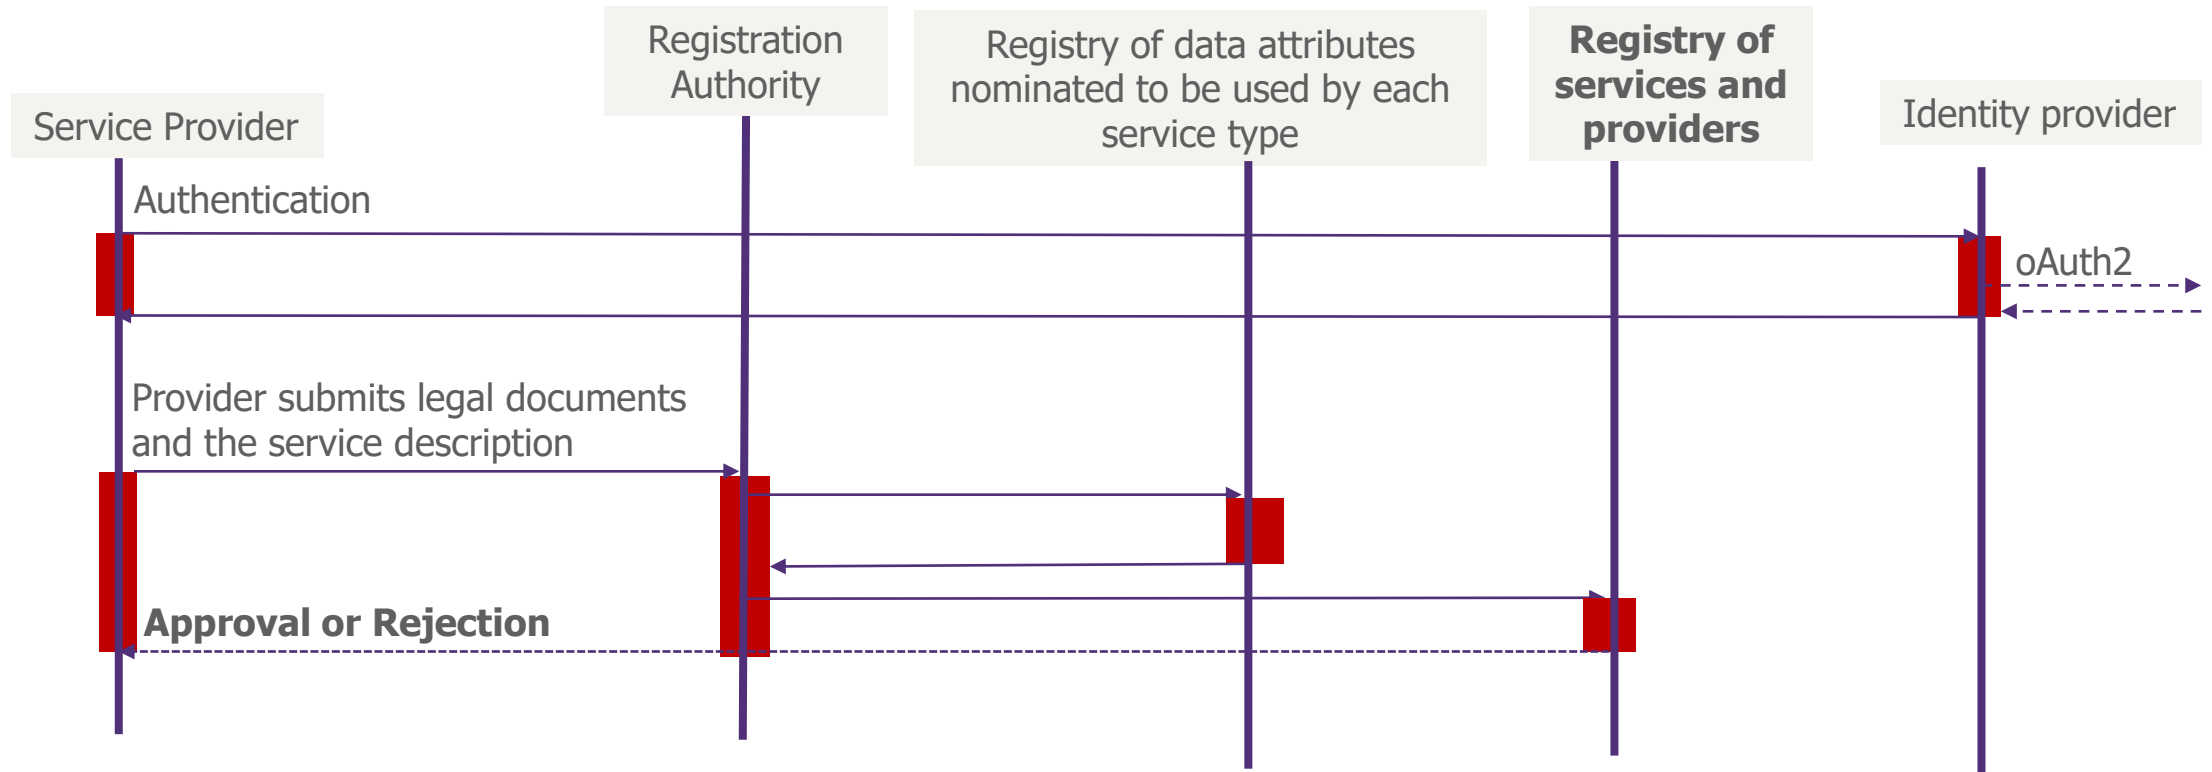 Service Provider
Registration
Authority
Registry of data attributes
nominated to be used by each
service type
Registry of
services and
providers
Identity provider
Authentication
oAuth2
Provider submits legal documents
and the service description
Approval or Rejection